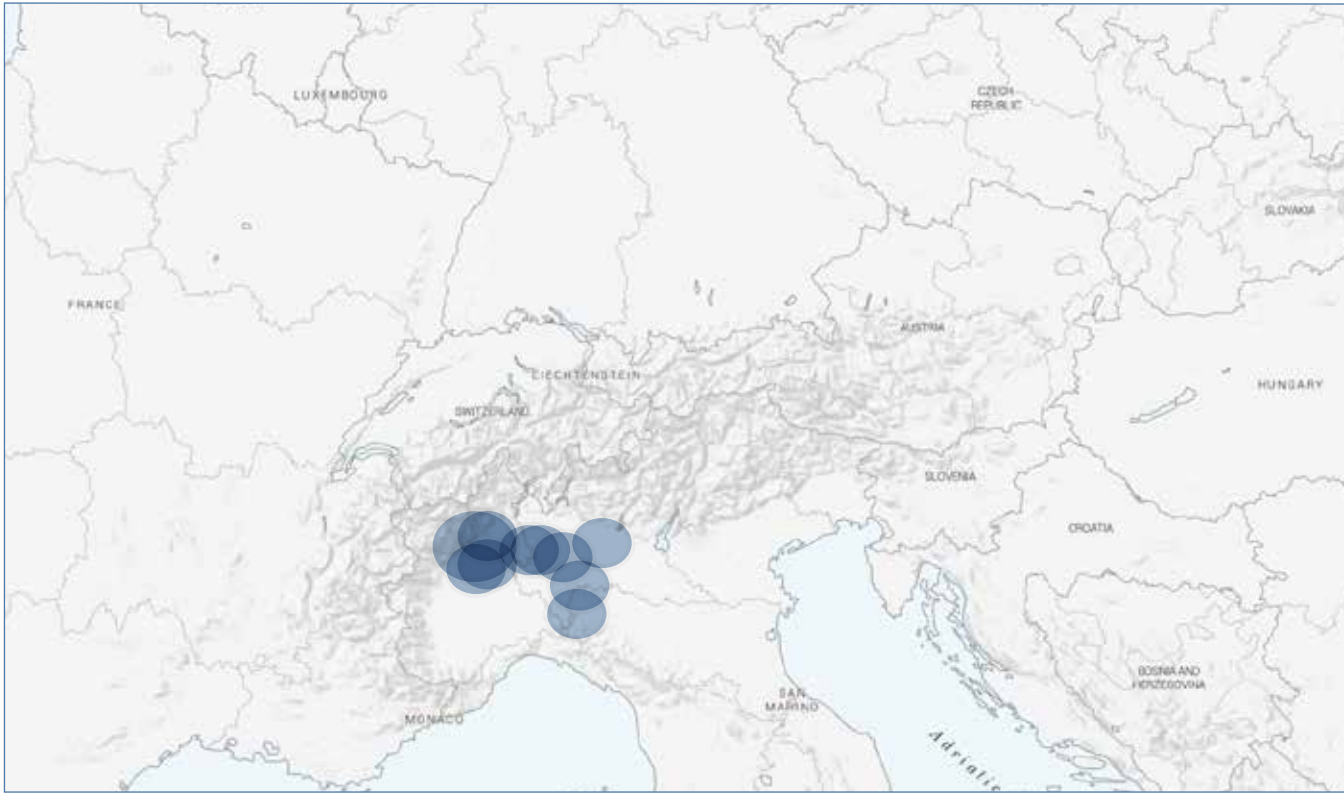 LUXEMBOURG
CZECH
REPUBLIC
SLOVAKIA
FRANCE
AUSTRIA
LIECHTENSTEIN
HUNGARY
SWITZERLAND
SLOVENIA
CROATIA
BOSNIA AND
HERZEGOVINA
SAN
MARINO
MONACO
Adriatic